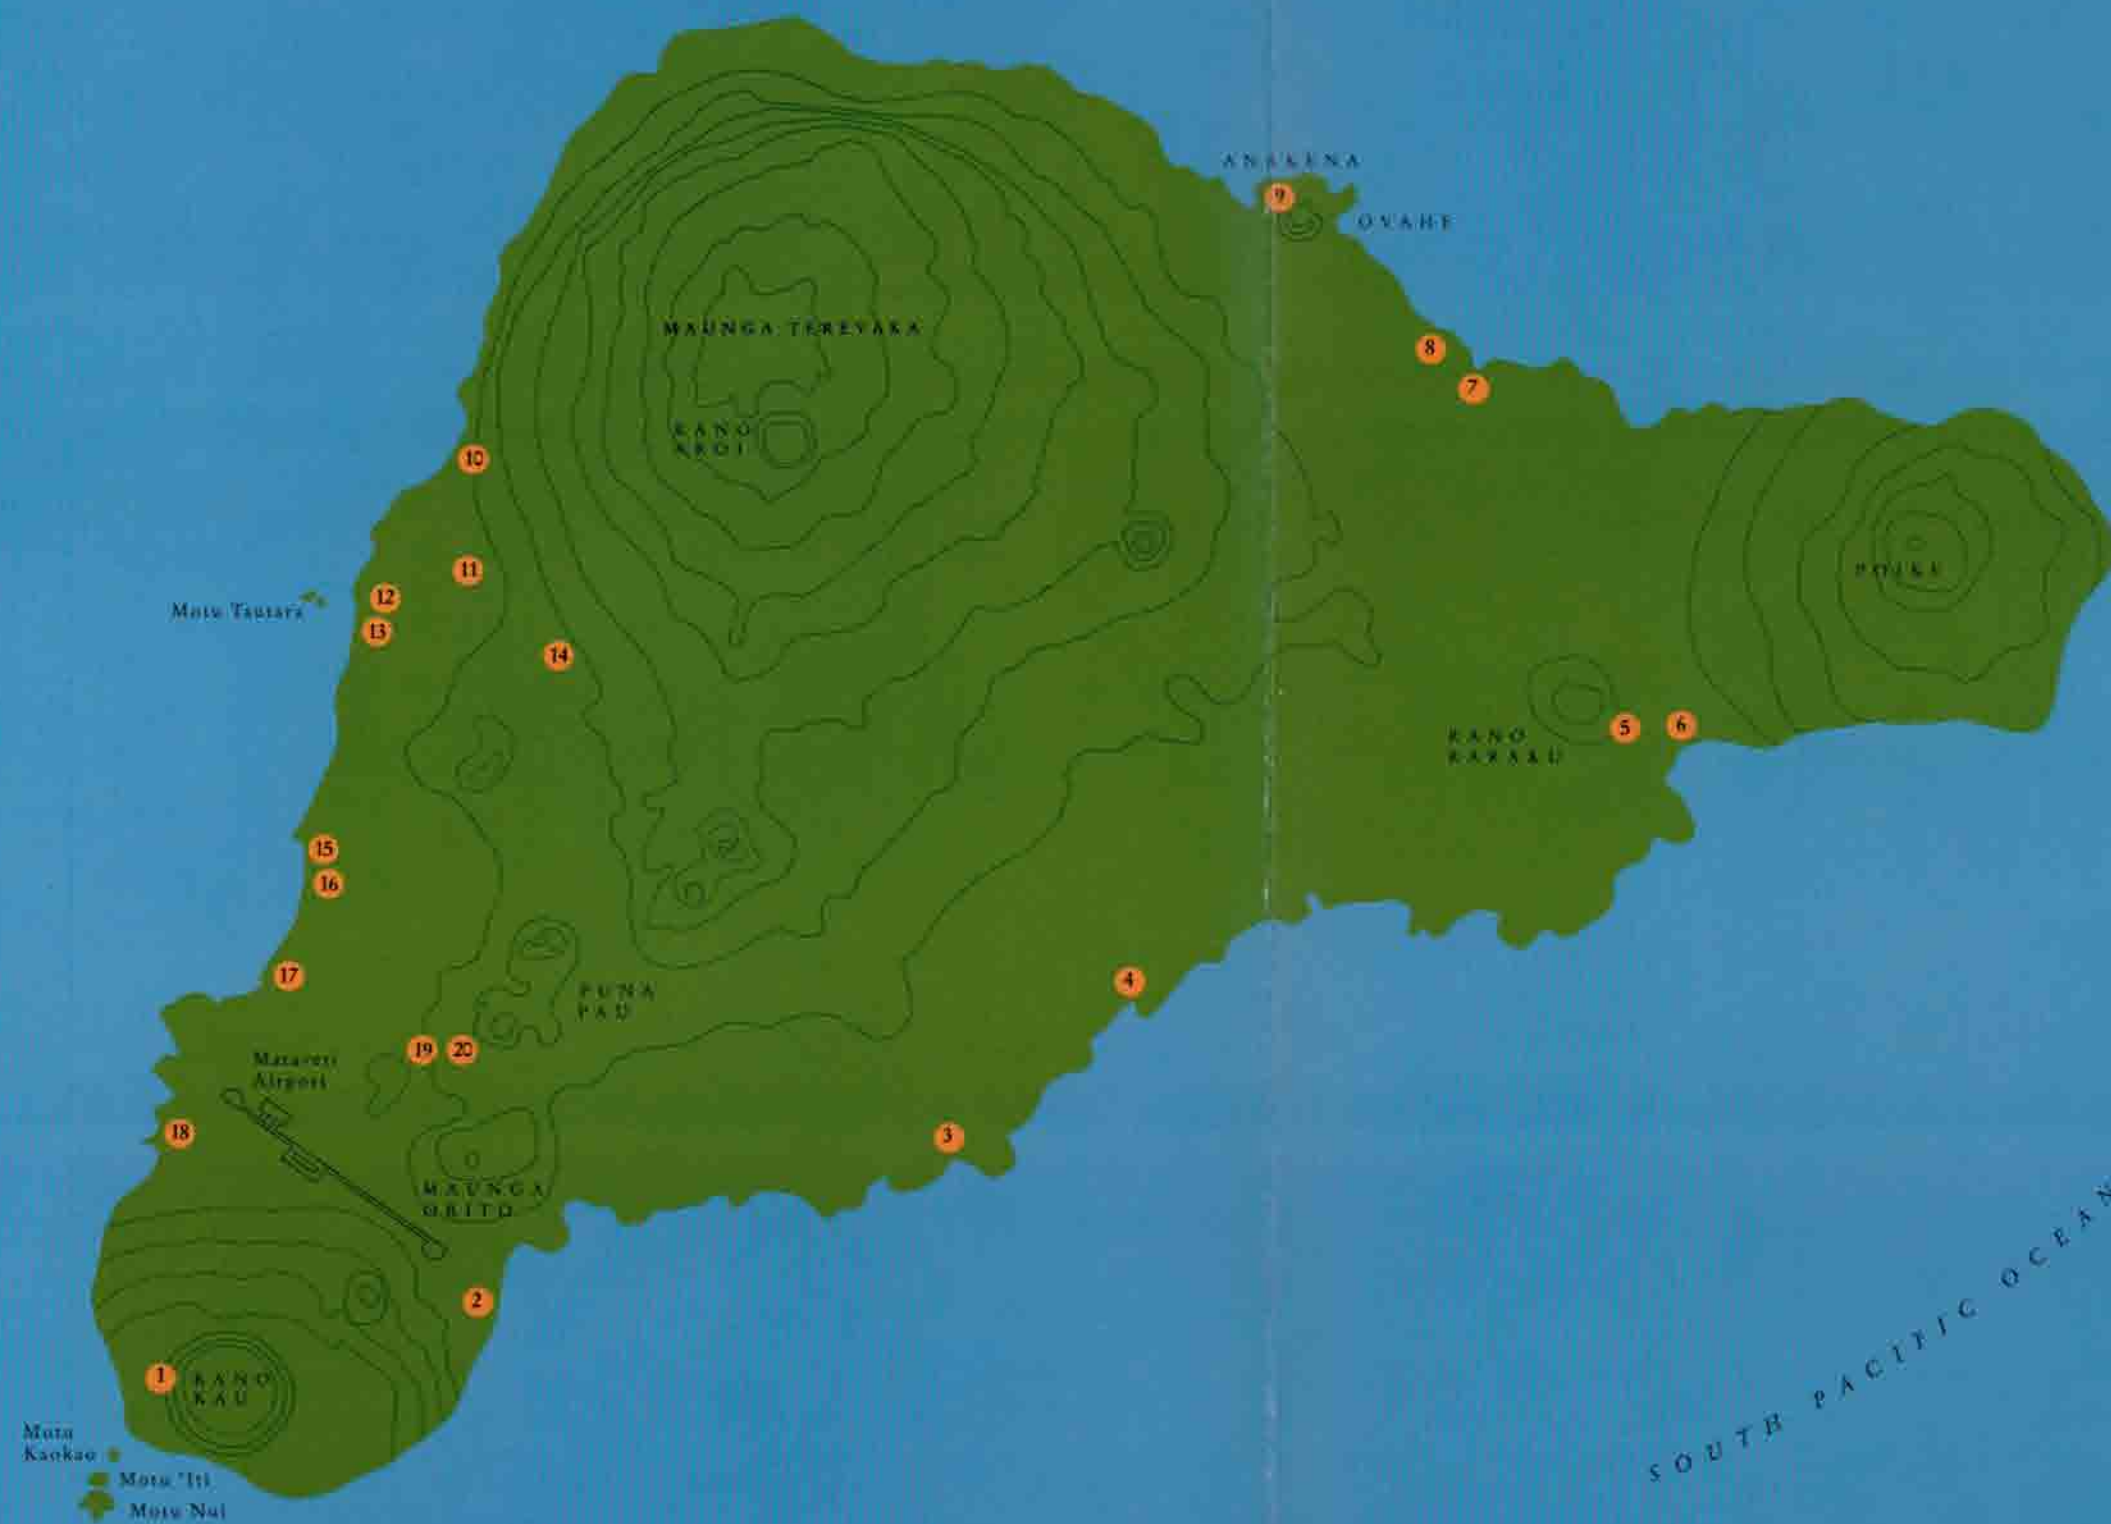 ANAKENA
9
OVAHE
MAUNGA TEREVAKA
8
7
RANO
AROI
10
11
POIKE
12
Motu Tautara
13
14
5
6
RANO
RARAKU
15
16
17
4
PUNA
PAU
19
20
Mataveri
Airport
18
3
MAUNGA
ORITO
2
1
RANO
KAU
Motu
Kaokao
Motu 'Iti
Motu Nui
SOUTH PACIFIC OCEAN